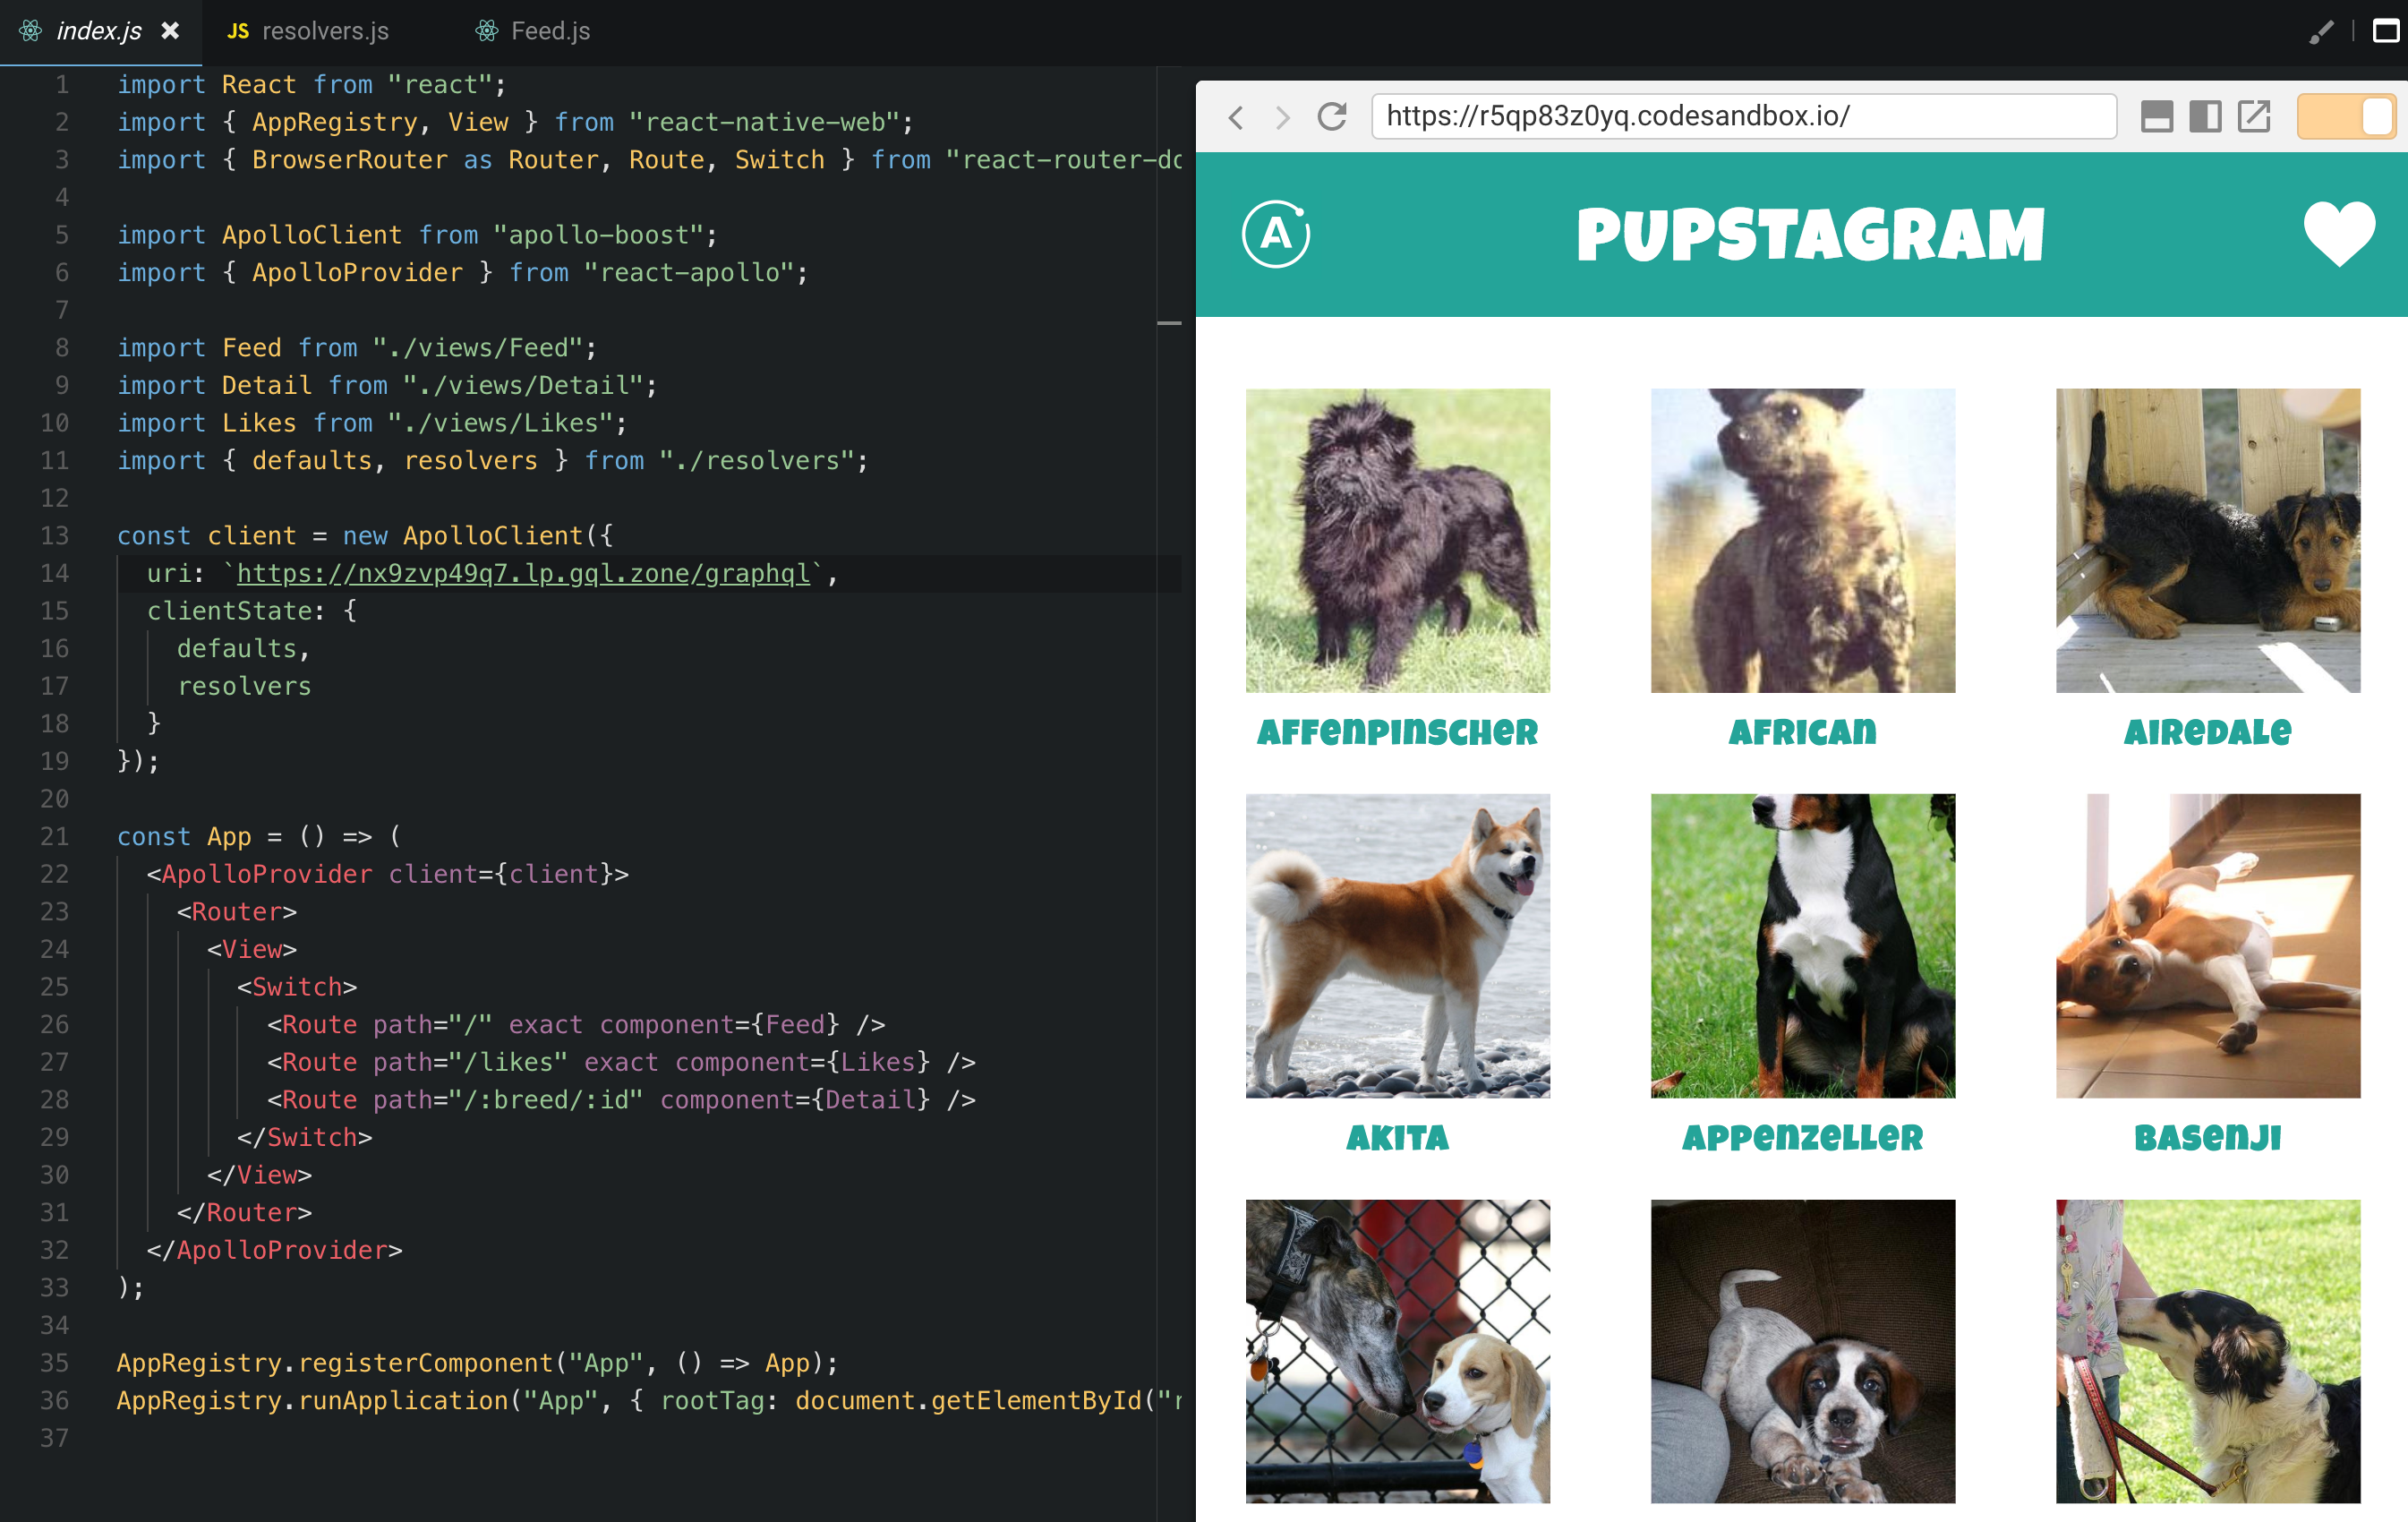 index.js
JS resolvers.js
Feed.js
1 import React from "react";
2 import { AppRegistry, View } from "react-native-web";
3 import { BrowserRouter as Router, Route, Switch } from "react-router-do
4
5 import ApolloClient from "apollo-boost";
6 import { ApolloProvider } from "react-apollo";
7
8 import Feed from "./views/Feed";
9 import Detail from "./views/Detail";
10 import Likes from "./views/Likes";
11 import { defaults, resolvers } from "./resolvers";
12
13 const client = new ApolloClient({
14 uri: `https://nx9zvp49q7.lp.gql.zone/graphql`,
15 clientState: {
16 defaults,
17 resolvers
18 }
19 });
20
21 const App = () => (
22 <ApolloProvider client={client}>
23 <Router>
24 <View>
25 <Switch>
26 <Route path="/" exact component={Feed} />
27 <Route path="/likes" exact component={Likes} />
28 <Route path="/:breed/:id" component={Detail} />
29 </Switch>
30 </View>
31 </Router>
32 </ApolloProvider>
33 );
34
35 AppRegistry.registerComponent("App", () => App);
36 AppRegistry.runApplication("App", { rootTag: document.getElementById("r
37
https://r5qp83z0yq.codesandbox.io/
A
PUPSTAGRAM
AFFENPINSCHER
AFRICAN
AIREDALE
AKITA
APPENZELLER
BASENJI